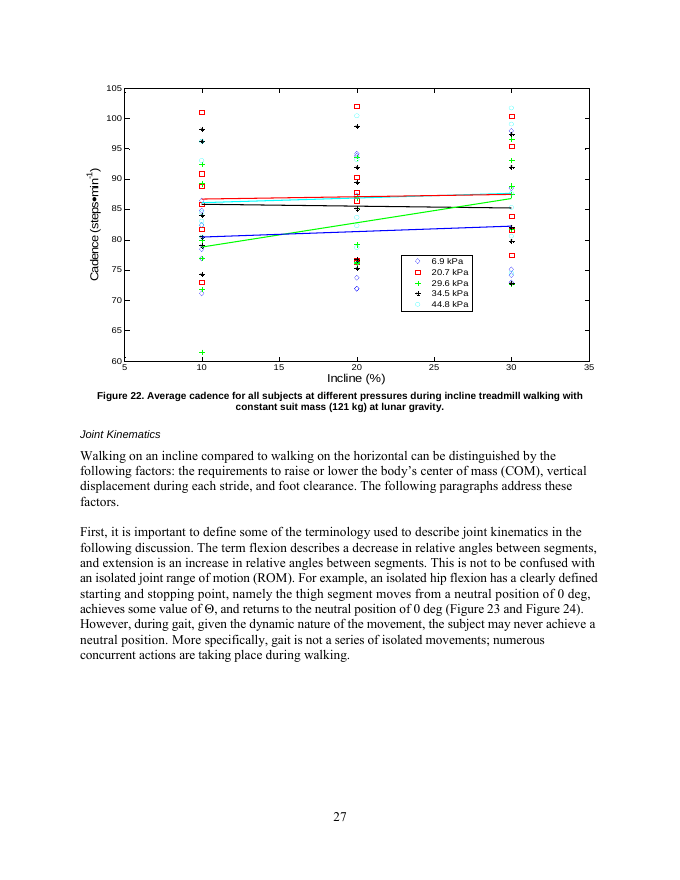 105
100
95
90
85
80
75
70
65
60
Cadence (steps•min-1)
6.9 kPa
20.7 kPa
29.6 kPa
34.5 kPa
44.8 kPa
5 10 15 20 25 30 35
Incline (%)
Figure 22. Average cadence for all subjects at different pressures during incline treadmill walking with
constant suit mass (121 kg) at lunar gravity.
Joint Kinematics
Walking on an incline compared to walking on the horizontal can be distinguished by the
following factors: the requirements to raise or lower the body’s center of mass (COM), vertical
displacement during each stride, and foot clearance. The following paragraphs address these
factors.
First, it is important to define some of the terminology used to describe joint kinematics in the
following discussion. The term flexion describes a decrease in relative angles between segments,
and extension is an increase in relative angles between segments. This is not to be confused with
an isolated joint range of motion (ROM). For example, an isolated hip flexion has a clearly defined
starting and stopping point, namely the thigh segment moves from a neutral position of 0 deg,
achieves some value of Θ, and returns to the neutral position of 0 deg (Figure 23 and Figure 24).
However, during gait, given the dynamic nature of the movement, the subject may never achieve a
neutral position. More specifically, gait is not a series of isolated movements; numerous
concurrent actions are taking place during walking.
27